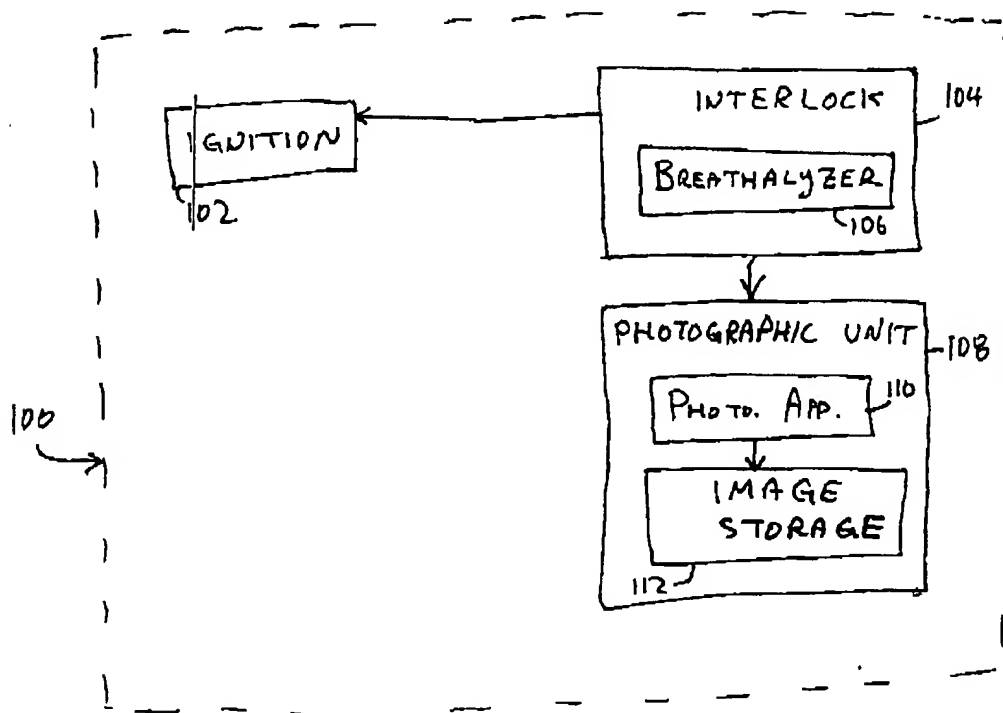 INTERLOCK
104
IGNITION
BREATHALYZER
102
106
PHOTOGRAPHIC UNIT
108
PHOTO. APP.
110
100
IMAGE
STORAGE
112